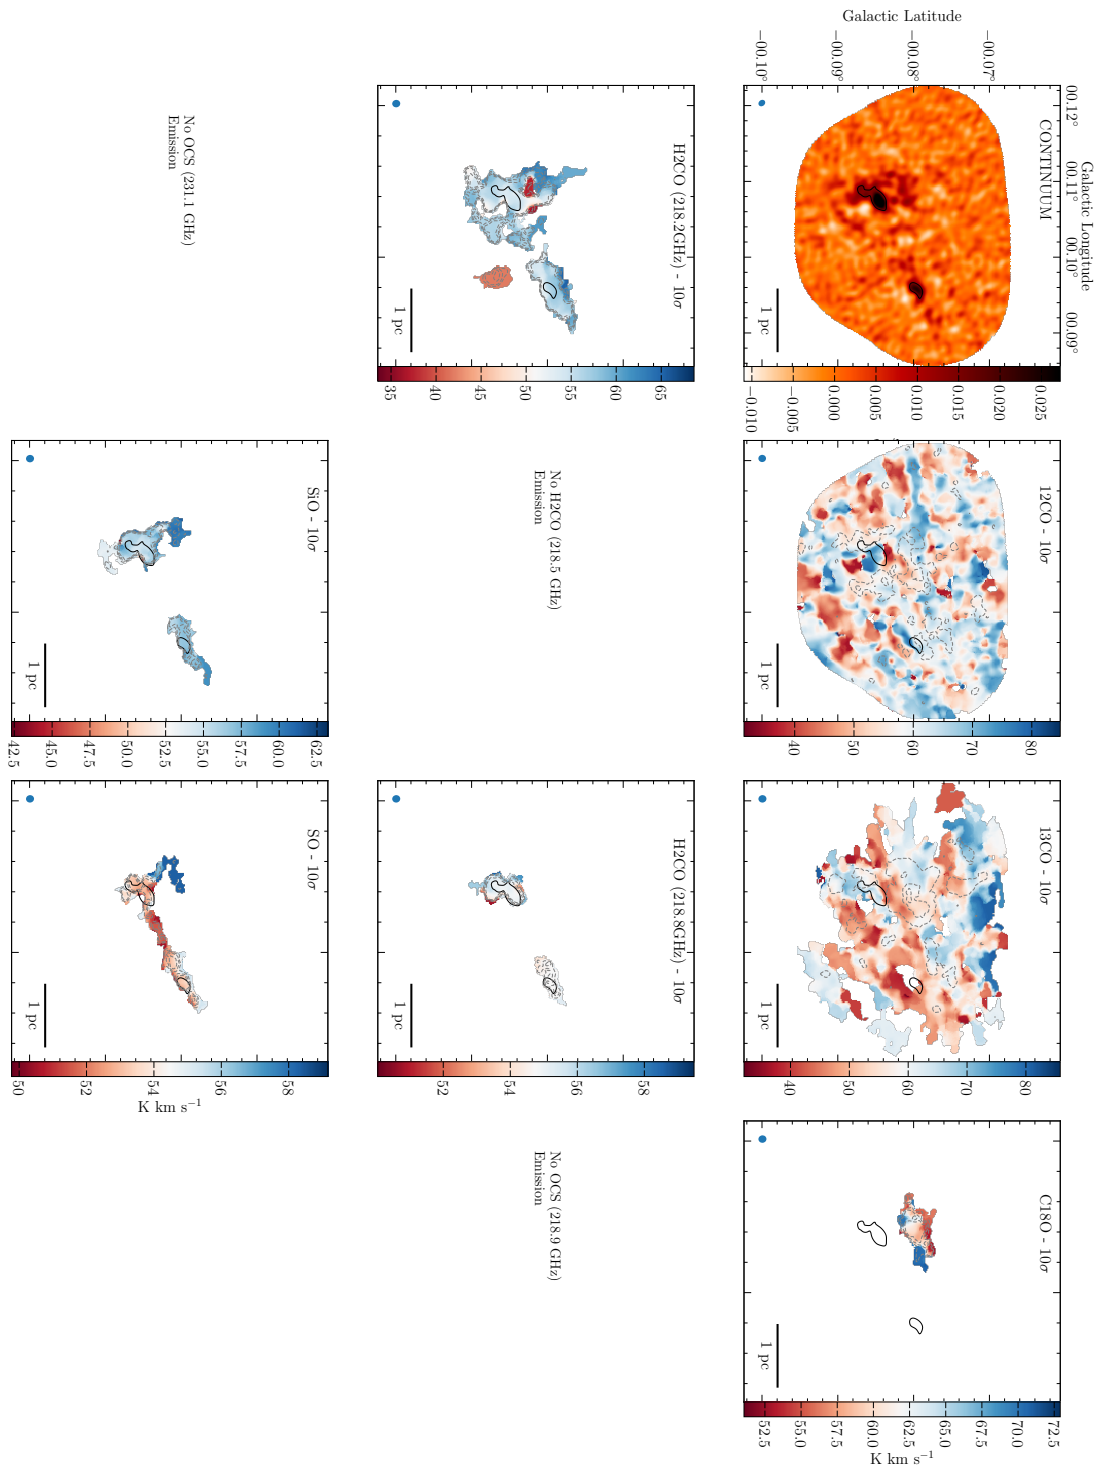 Galactic Longitude
00.12° 00.11° 00.10° 00.09°
Galactic Latitude
−00.07°
−00.08°
−00.09°
−00.10°
CONTINUUM
1 pc
0.025
0.020
0.015
0.010
0.005
0.000
−0.005
−0.010
12CO - 10σ
1 pc
80
70
60
50
40
13CO - 10σ
1 pc
80
70
60
50
40
C18O - 10σ
1 pc
72.5
70.0
67.5
65.0
62.5
60.0
57.5
55.0
52.5
K km s⁻¹
H2CO (218.2GHz) - 10σ
1 pc
65
60
55
50
45
40
35
No H2CO (218.5 GHz)
Emission
H2CO (218.8GHz) - 10σ
1 pc
58
56
54
52
No OCS (218.9 GHz)
Emission
No OCS (231.1 GHz)
Emission
SiO - 10σ
1 pc
62.5
60.0
57.5
55.0
52.5
50.0
47.5
45.0
42.5
SO - 10σ
1 pc
58
56
54
52
50
K km s⁻¹